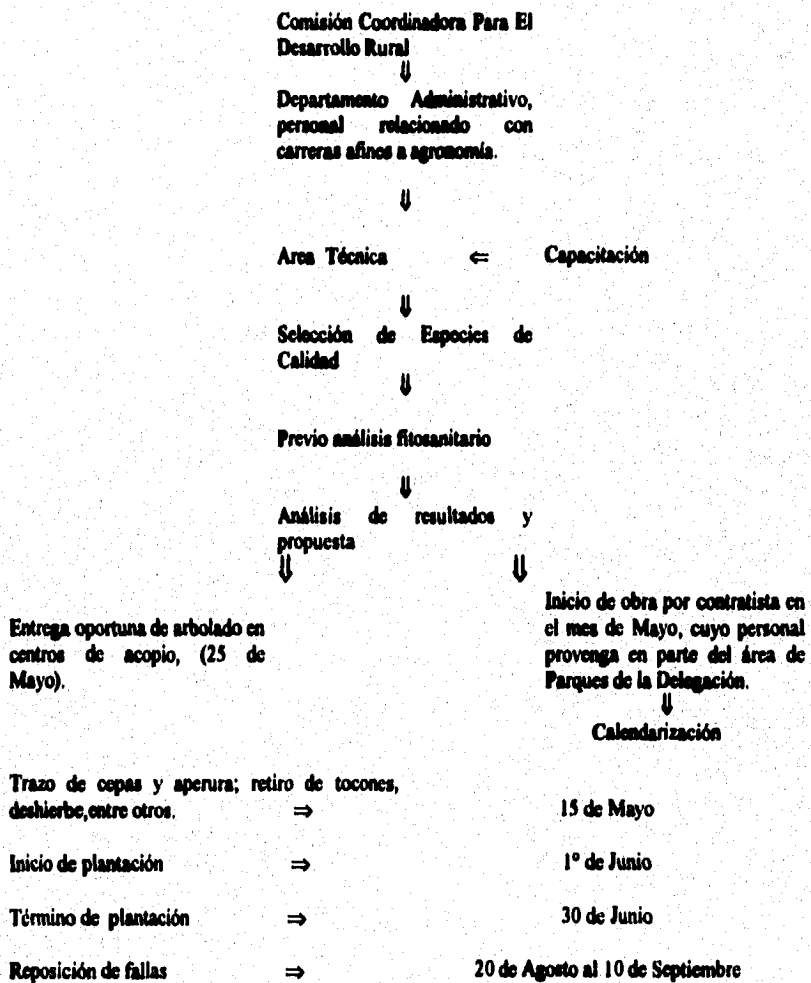 Comisión Coordinadora Para El
Desarrollo Rural
⇓
Departamento Administrativo,
personal relacionado con
carreras afines a agronomía.
⇓
Area Técnica ⇐ Capacitación
⇓
Selección de Especies de
Calidad
⇓
Previo análisis fitosanitario
⇓
Análisis de resultados y
propuesta
⇓ ⇓
Entrega oportuna de arbolado en
centros de acopio, (25 de
Mayo).
Inicio de obra por contratista en
el mes de Mayo, cuyo personal
provenga en parte del área de
Parques de la Delegación.
⇓
Calendarización
Trazo de cepas y aperura; retiro de tocones,
deshierbe,entre otros. ⇒ 15 de Mayo
Inicio de plantación ⇒ 1° de Junio
Término de plantación ⇒ 30 de Junio
Reposición de fallas ⇒ 20 de Agosto al 10 de Septiembre